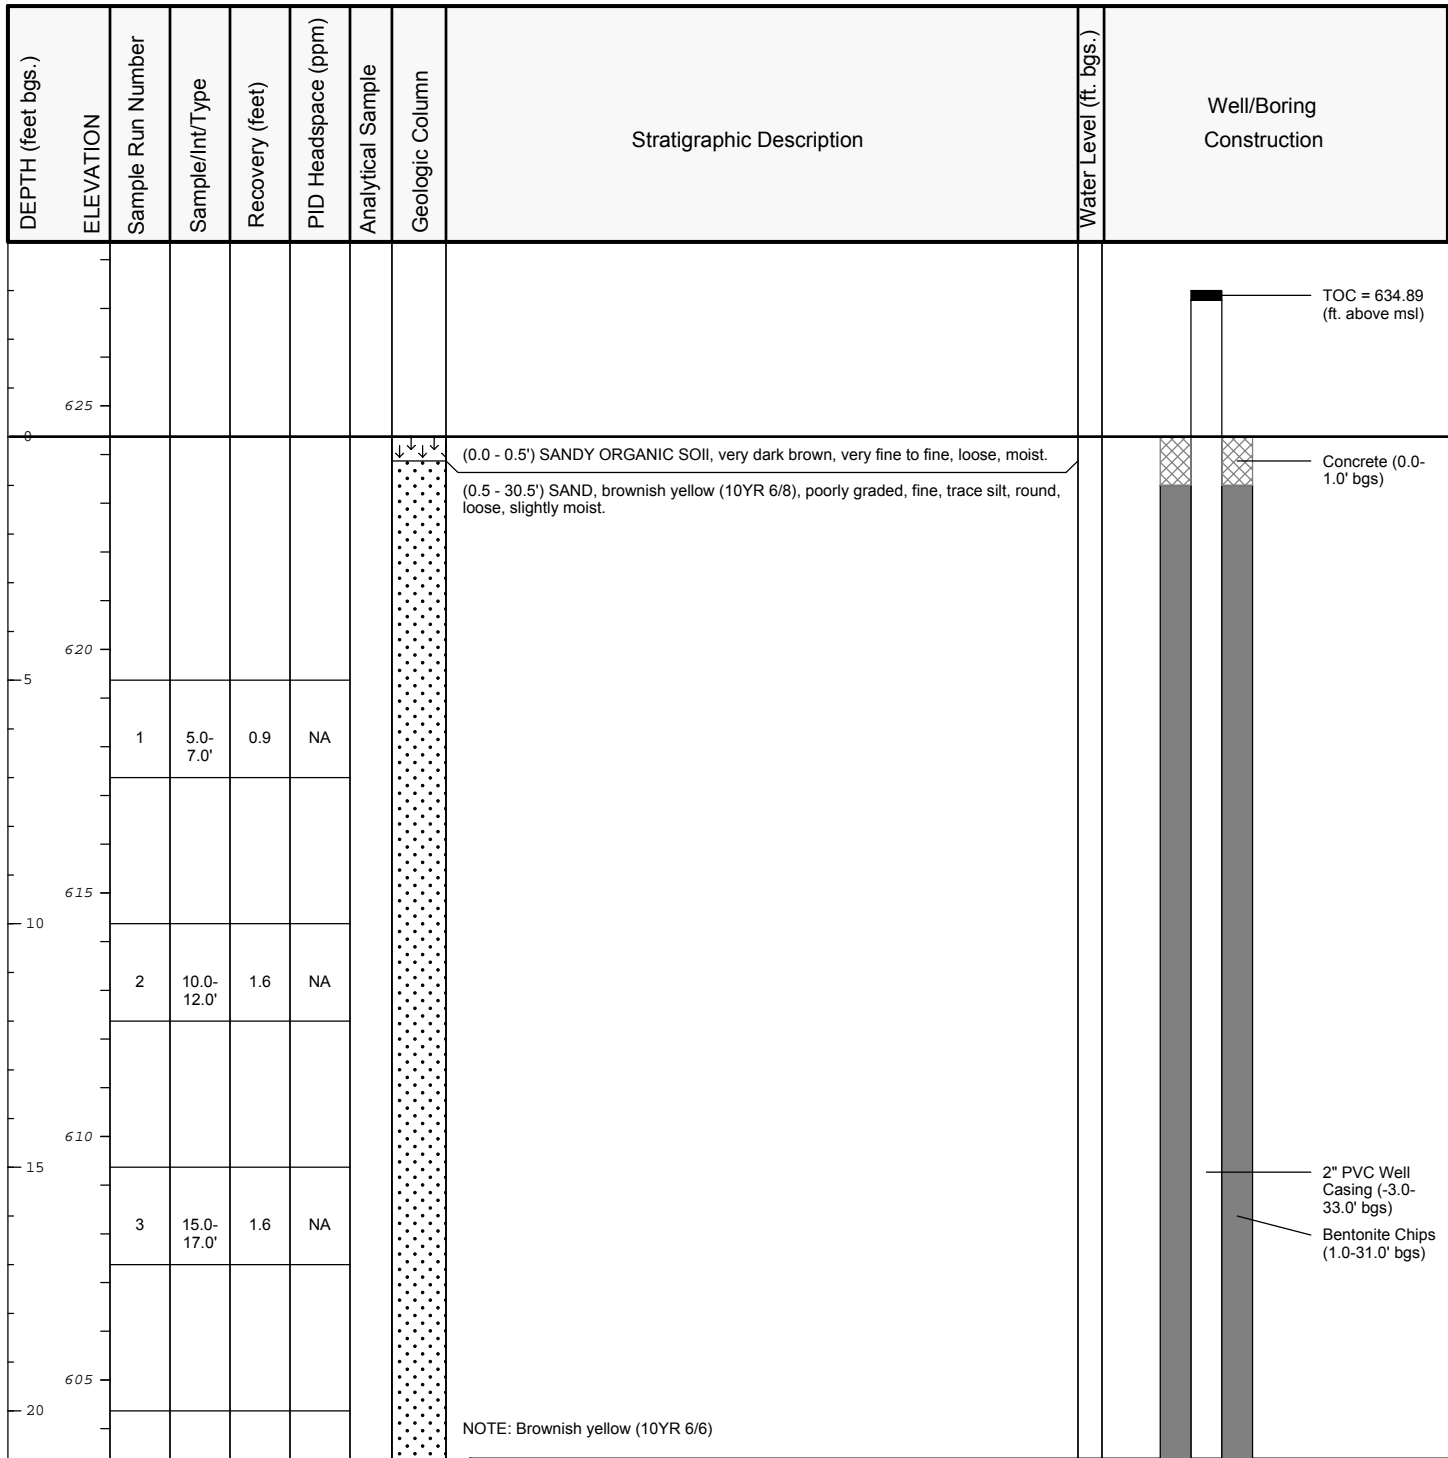 DEPTH (feet bgs.)
ELEVATION
Sample Run Number
Sample/Int/Type
Recovery (feet)
PID Headspace (ppm)
Analytical Sample
Geologic Column
Stratigraphic Description
Water Level (ft. bgs.)
Well/Boring
Construction
TOC = 634.89
(ft. above msl)
625
0
(0.0 - 0.5') SANDY ORGANIC SOIl, very dark brown, very fine to fine, loose, moist.
Concrete (0.0-
1.0' bgs)
(0.5 - 30.5') SAND, brownish yellow (10YR 6/8), poorly graded, fine, trace silt, round,
loose, slightly moist.
620
5
1
5.0-
7.0'
0.9
NA
615
10
2
10.0-
12.0'
1.6
NA
610
15
2" PVC Well
Casing (-3.0-
33.0' bgs)
3
15.0-
17.0'
1.6
NA
Bentonite Chips
(1.0-31.0' bgs)
605
20
NOTE: Brownish yellow (10YR 6/6)